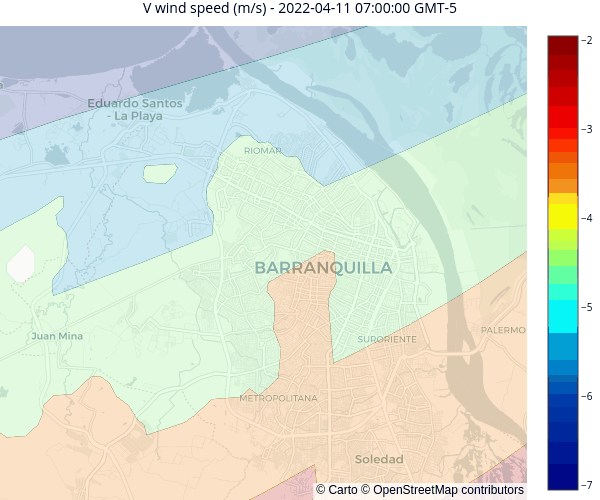 V wind speed (m/s) - 2022-04-11 07:00:00 GMT-5
Eduardo Santos
- La Playa
RIOMAR
BARRANQUILLA
Juan Mina
SURORIENTE
PALERMO
METROPOLITANA
Soledad
© Carto © OpenStreetMap contributors
−2
−3
−4
−5
−6
−7